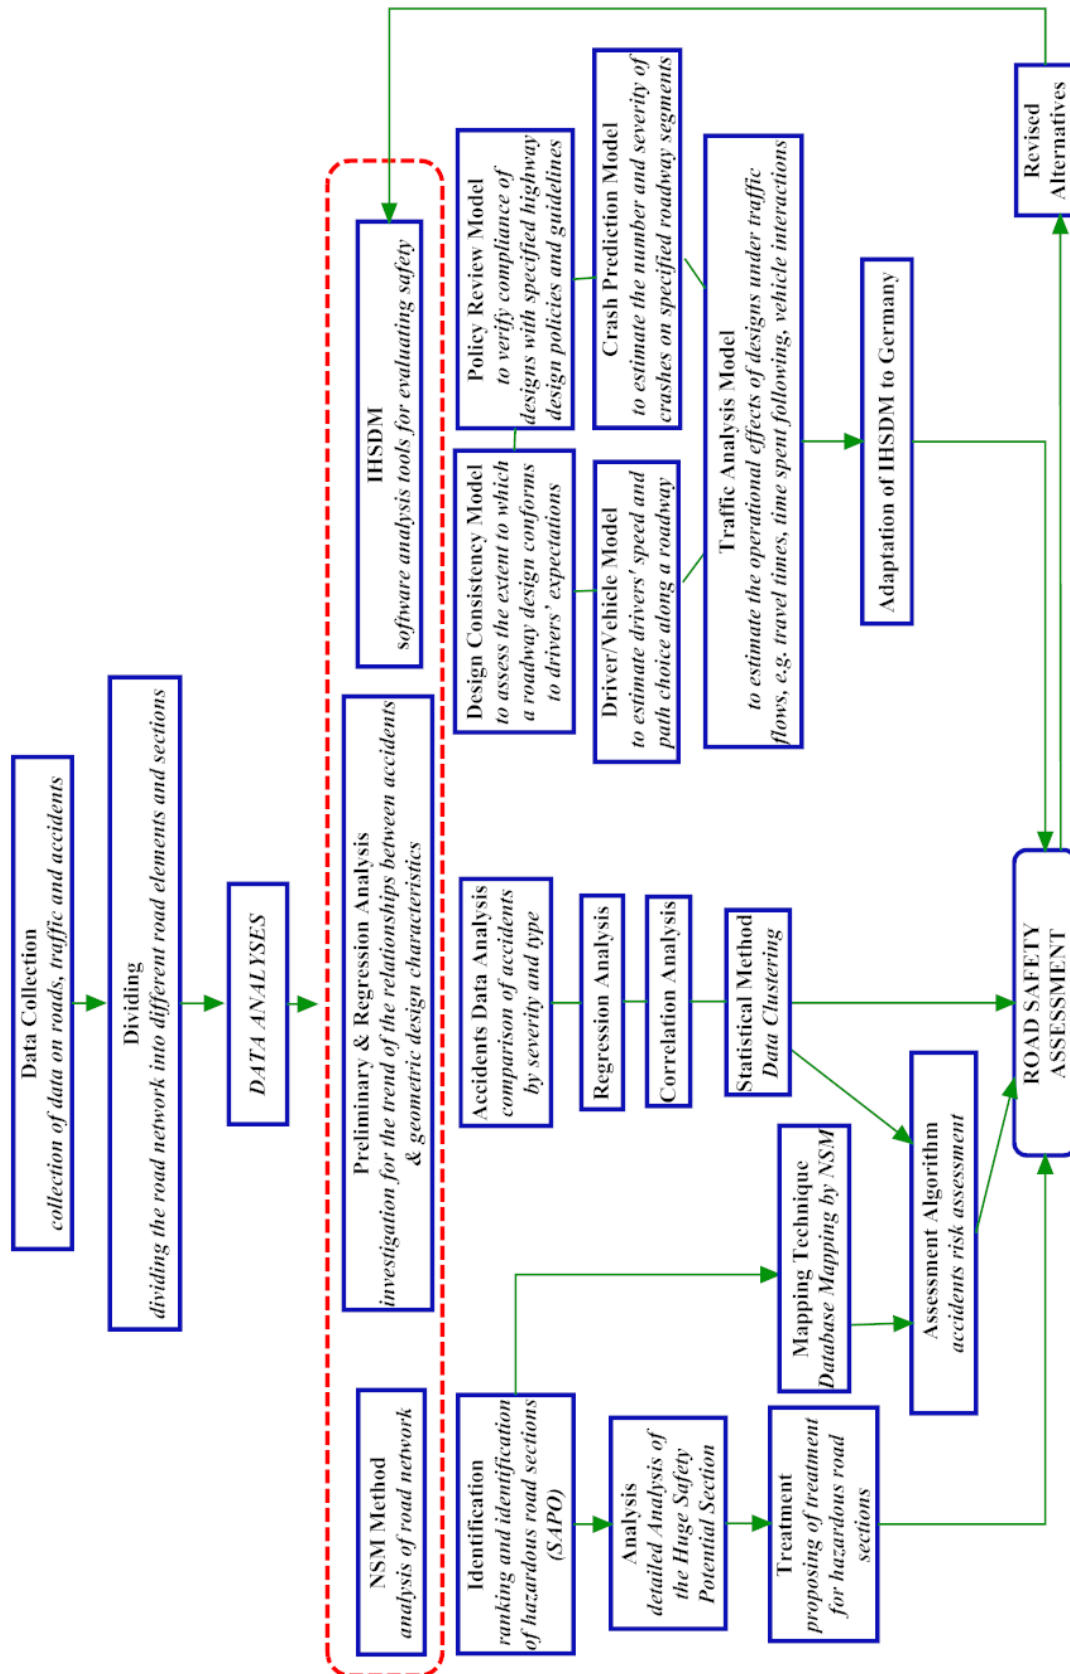 Data Collection
collection of data on roads, traffic and accidents
Dividing
dividing the road network into different road elements and sections
DATA ANALYSES
NSM Method
analysis of road network
Preliminary & Regression Analysis
investigation for the trend of the relationships between accidents
& geometric design characteristics
IHSDM
software analysis tools for evaluating safety
Identification
ranking and identification
of hazardous road sections
(SAPO)
Analysis
detailed Analysis of
the Huge Safety
Potential Section
Treatment
proposing of treatment
for hazardous road
sections
Mapping Technique
Database Mapping by NSM
Assessment Algorithm
accidents risk assessment
Accidents Data Analysis
comparison of accidents
by severity and type
Regression Analysis
Correlation Analysis
Statistical Method
Data Clustering
Design Consistency Model
to assess the extent to which
a roadway design conforms
to drivers’ expectations
Policy Review Model
to verify compliance of
designs with specified highway
design policies and guidelines
Driver/Vehicle Model
to estimate drivers' speed and
path choice along a roadway
Crash Prediction Model
to estimate the number and severity of
crashes on specified roadway segments
Traffic Analysis Model
to estimate the operational effects of designs under traffic
flows, e.g. travel times, time spent following, vehicle interactions
Adaptation of IHSDM to Germany
ROAD SAFETY
ASSESSMENT
Revised
Alternatives